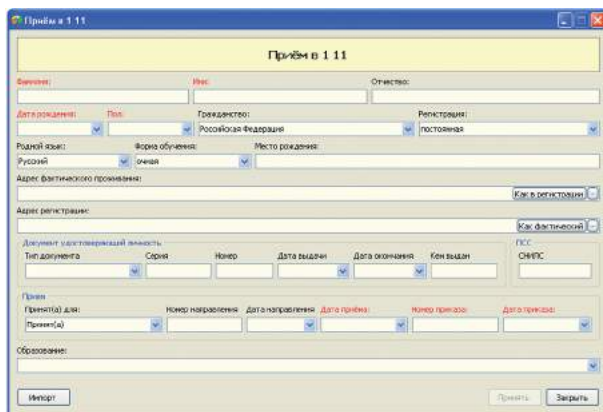 Приём в 1 11
Приём в 1 11
Фамилия: Имя: Отчество:
Дата рождения: Пол: Гражданство: Регистрация:
Российская Федерация постоянная
Родной язык: Форма обучения: Место рождения:
Русский очная
Адрес фактического проживания:
Как в регистрации ...
Адрес регистрации:
Как фактический ...
Документ удостоверяющий личность ПСС
Тип документа Серия Номер Дата выдачи Дата окончания Кем выдан СНИЛС
Прием
Принят(а) для: Номер направления Дата направления Дата приёма: Номер приказа: Дата приказа:
Принят(а)
Образование:
Импорт Принять Закрыть